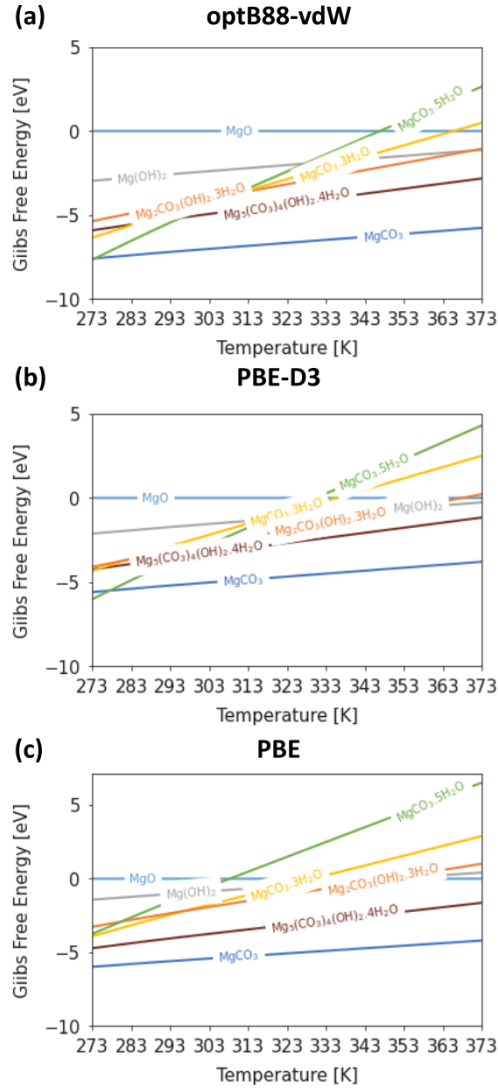 (a) optB88-vdW
Giibs Free Energy [eV]
5
0
−5
−10
MgCO₃.5H₂O
MgO
MgCO₃.3H₂O
Mg(OH)₂
Mg₂CO₃(OH)₂.3H₂O
Mg₅(CO₃)₄(OH)₂.4H₂O
MgCO₃
273 283 293 303 313 323 333 343 353 363 373
Temperature [K]
(b) PBE-D3
Giibs Free Energy [eV]
5
0
−5
−10
MgCO₃.5H₂O
MgO
MgCO₃.3H₂O
Mg₂CO₃(OH)₂.3H₂O
Mg(OH)₂
Mg₅(CO₃)₄(OH)₂.4H₂O
MgCO₃
273 283 293 303 313 323 333 343 353 363 373
Temperature [K]
(c) PBE
Giibs Free Energy [eV]
5
0
−5
−10
MgCO₃.5H₂O
MgO
Mg(OH)₂
MgCO₃.3H₂O
Mg₂CO₃(OH)₂.3H₂O
Mg₅(CO₃)₄(OH)₂.4H₂O
MgCO₃
273 283 293 303 313 323 333 343 353 363 373
Temperature [K]